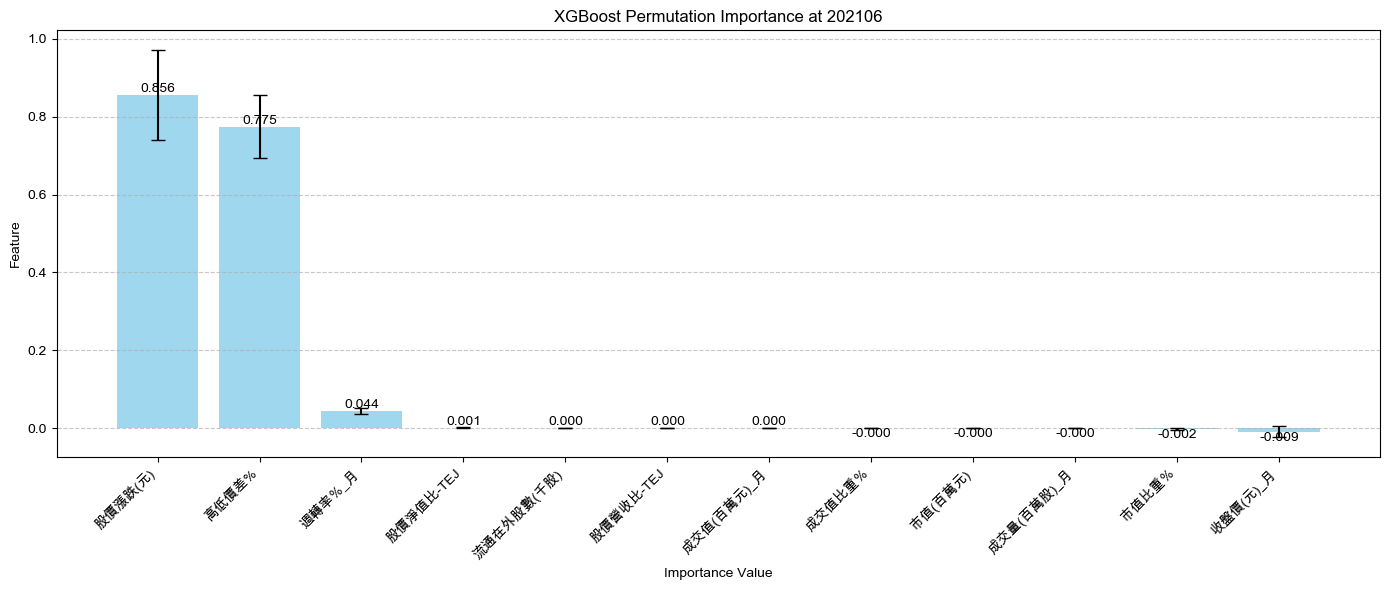 XGBoost Permutation Importance at 202106
Feature
1.0
0.8
0.6
0.4
0.2
0.0
0.856
0.775
0.044
0.001
0.000
0.000
0.000
-0.000
-0.000
-0.000
-0.002
-0.009
股價漲跌(元)
高低價差%
週轉率%_月
股價淨值比-TEJ
流通在外股數(千股)
股價營收比-TEJ
成交值(百萬元)_月
成交值比重%
市值(百萬元)
成交量(百萬股)_月
市值比重%
收盤價(元)_月
Importance Value